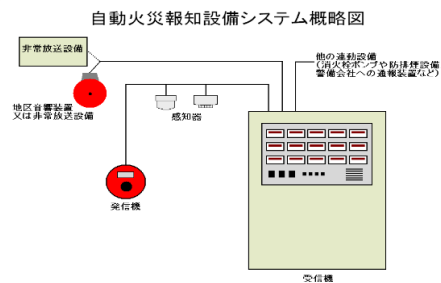 自動火災報知設備システム概略図
非常放送設備
他の連動設備
(消火栓ポンプや防排煙設備
警備会社への通報装置など)
地区音響装置
又は非常放送設備
感知器
発信機
受信機